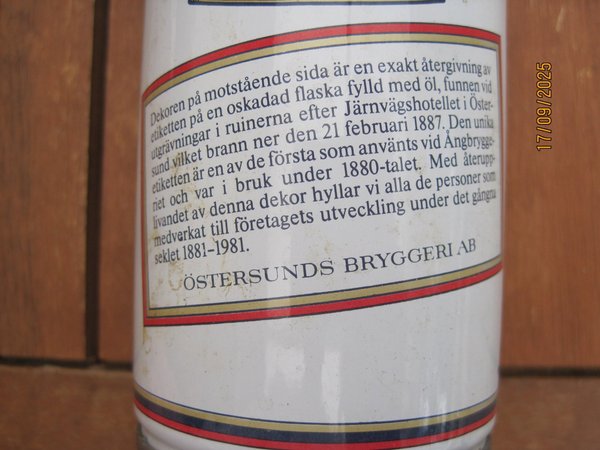 Dekoren på motstående sida är en exakt återgivning av
etiketten på en oskadad flaska fylld med öl, funnen vid
utgrävningar i ruinerna efter Järnvägshotellet i Öster-
sund vilket brann ner den 21 februari 1887. Den unika
etiketten är en av de första som använts vid Ångbrygge-
riet och var i bruk under 1880-talet. Med återupp-
livandet av denna dekor hyllar vi alla de personer som
medverkat till företagets utveckling under det gångna
seklet 1881-1981.
ÖSTERSUNDS BRYGGERI AB
17/09/2025